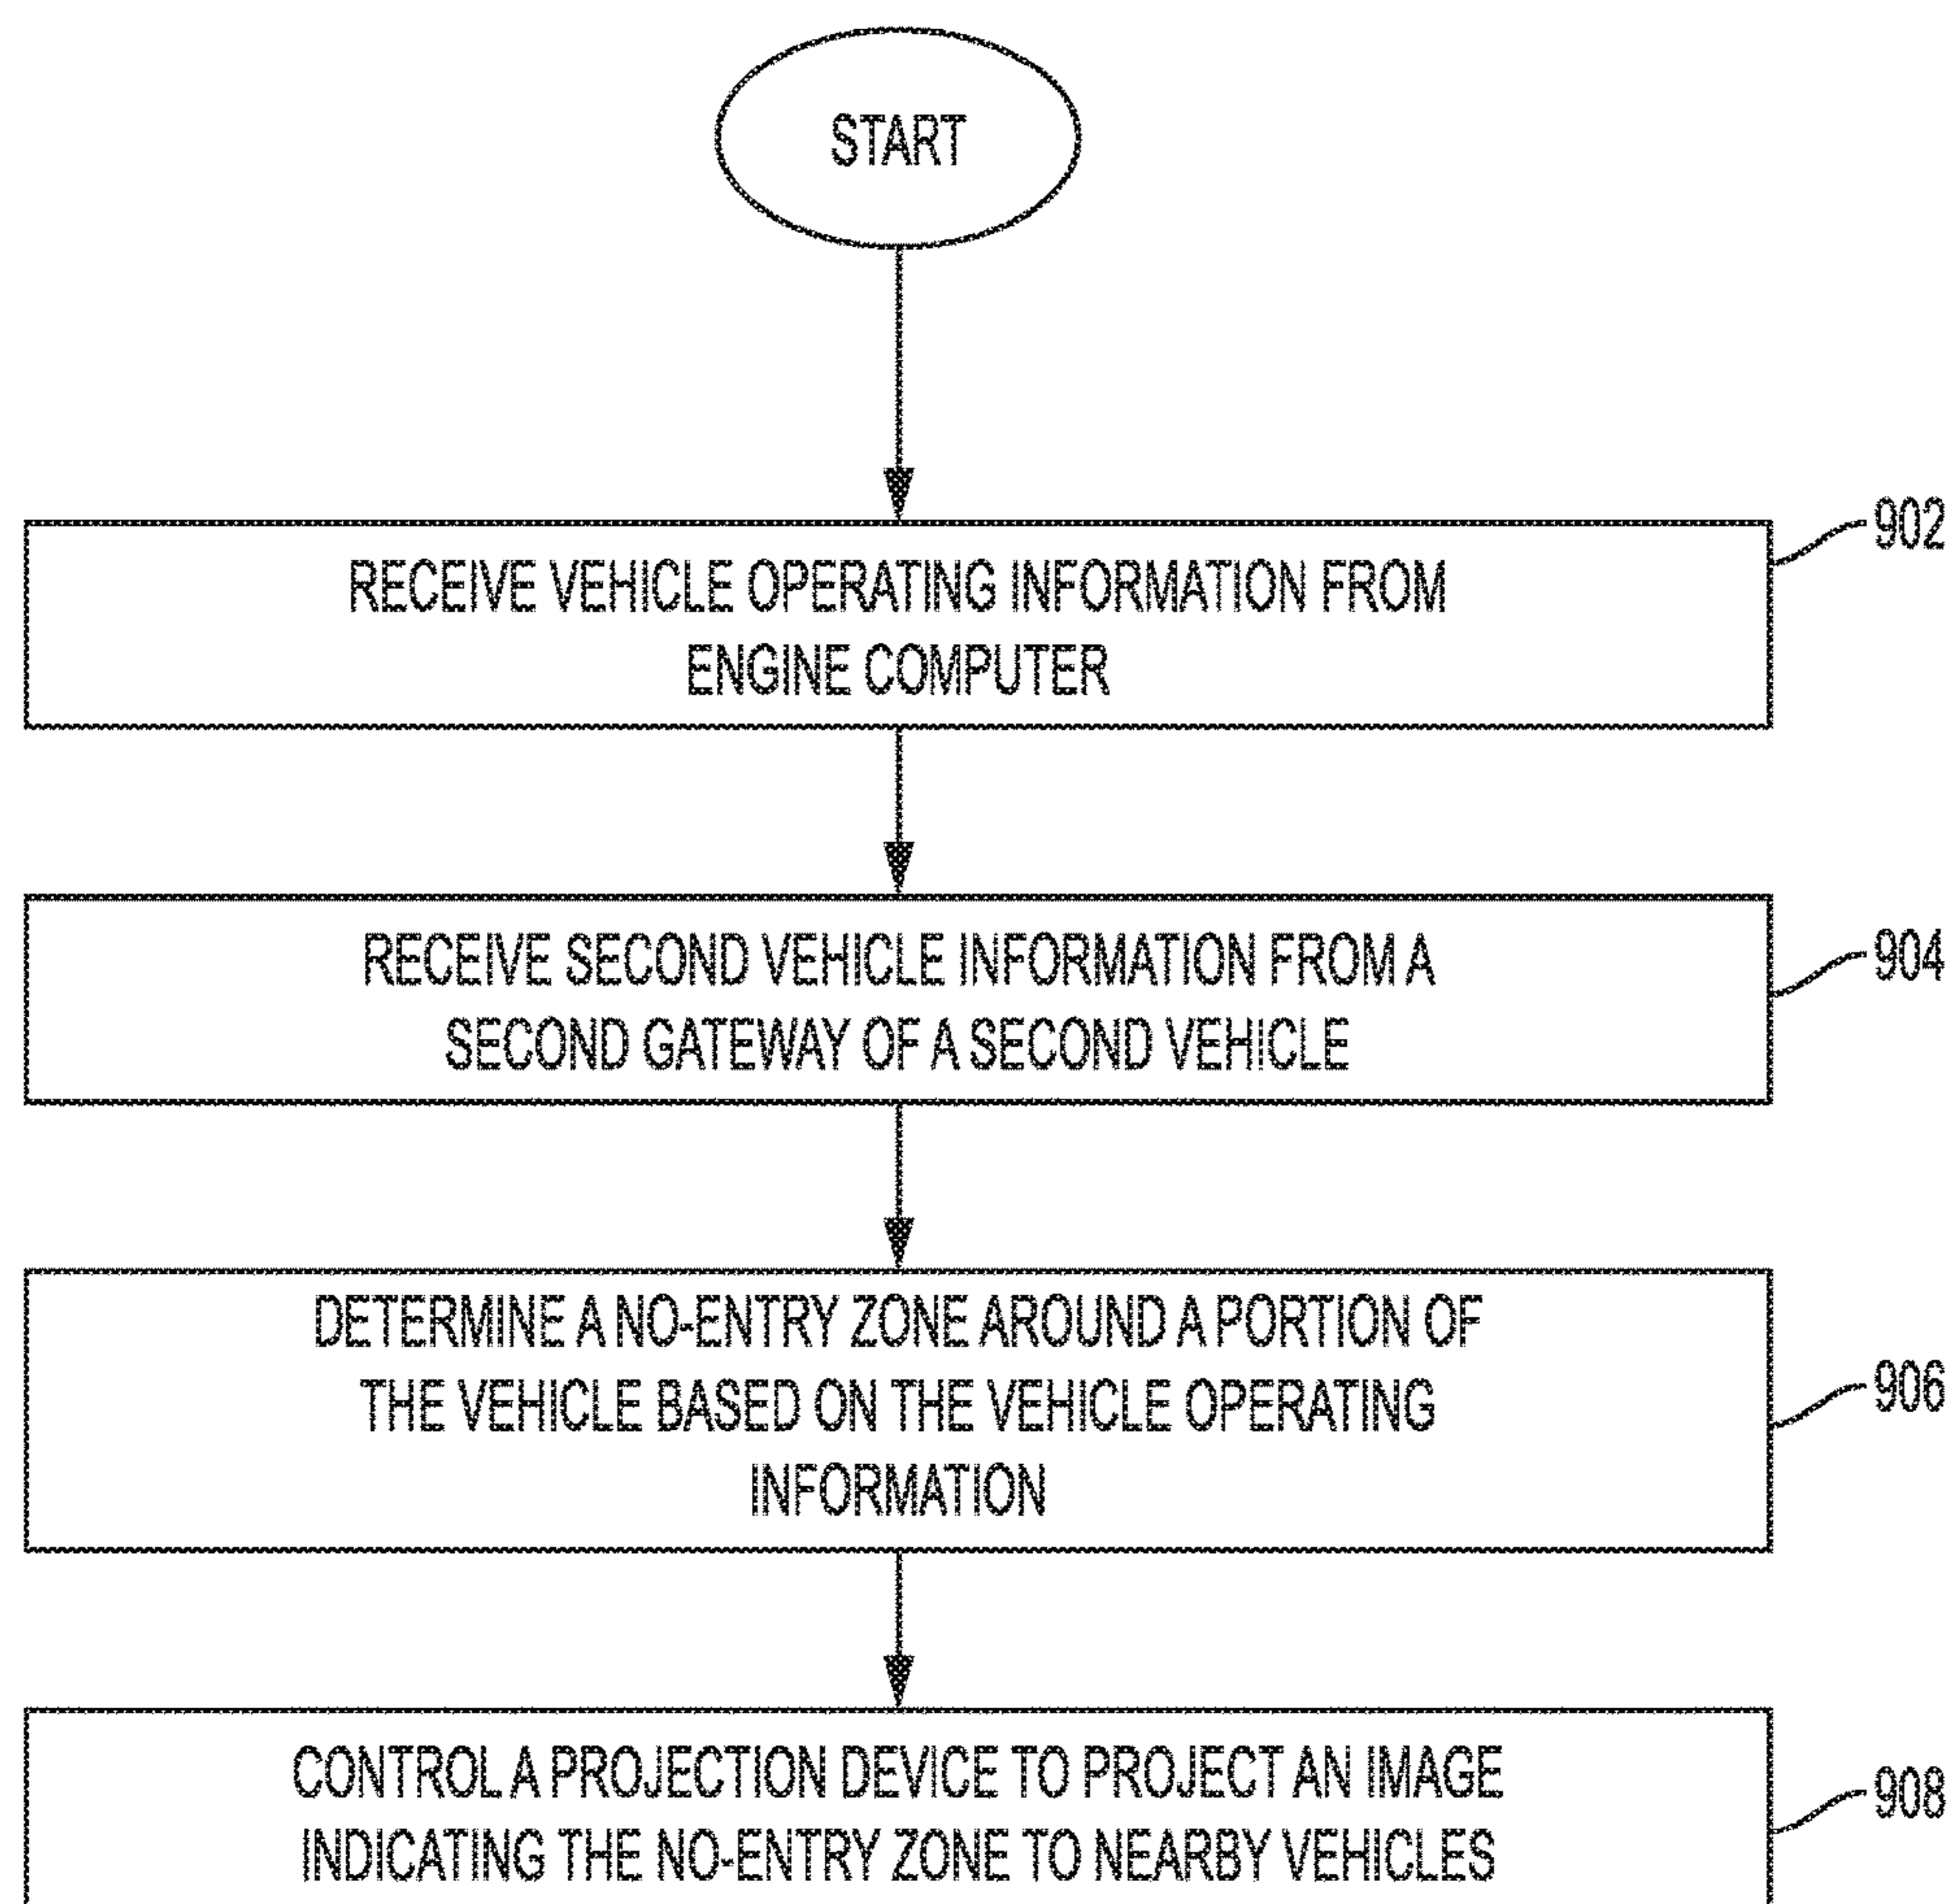 START
902
RECEIVE VEHICLE OPERATING INFORMATION FROM
ENGINE COMPUTER
904
RECEIVE SECOND VEHICLE INFORMATION FROM A
SECOND GATEWAY OF A SECOND VEHICLE
906
DETERMINE A NO-ENTRY ZONE AROUND A PORTION OF
THE VEHICLE BASED ON THE VEHICLE OPERATING
INFORMATION
908
CONTROL A PROJECTION DEVICE TO PROJECT AN IMAGE
INDICATING THE NO-ENTRY ZONE TO NEARBY VEHICLES